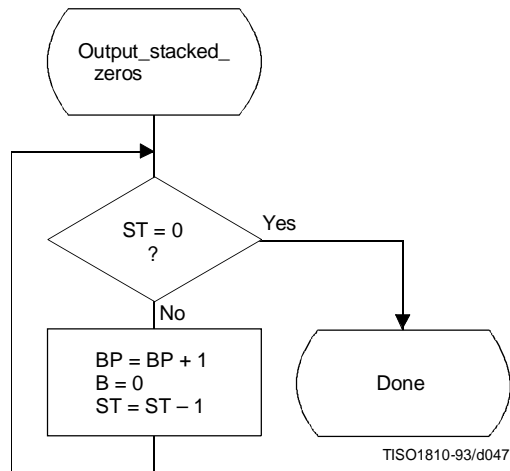 Output_stacked_
zeros
ST = 0
?
Yes
No
BP = BP + 1
B = 0
ST = ST – 1
Done
TISO1810-93/d047